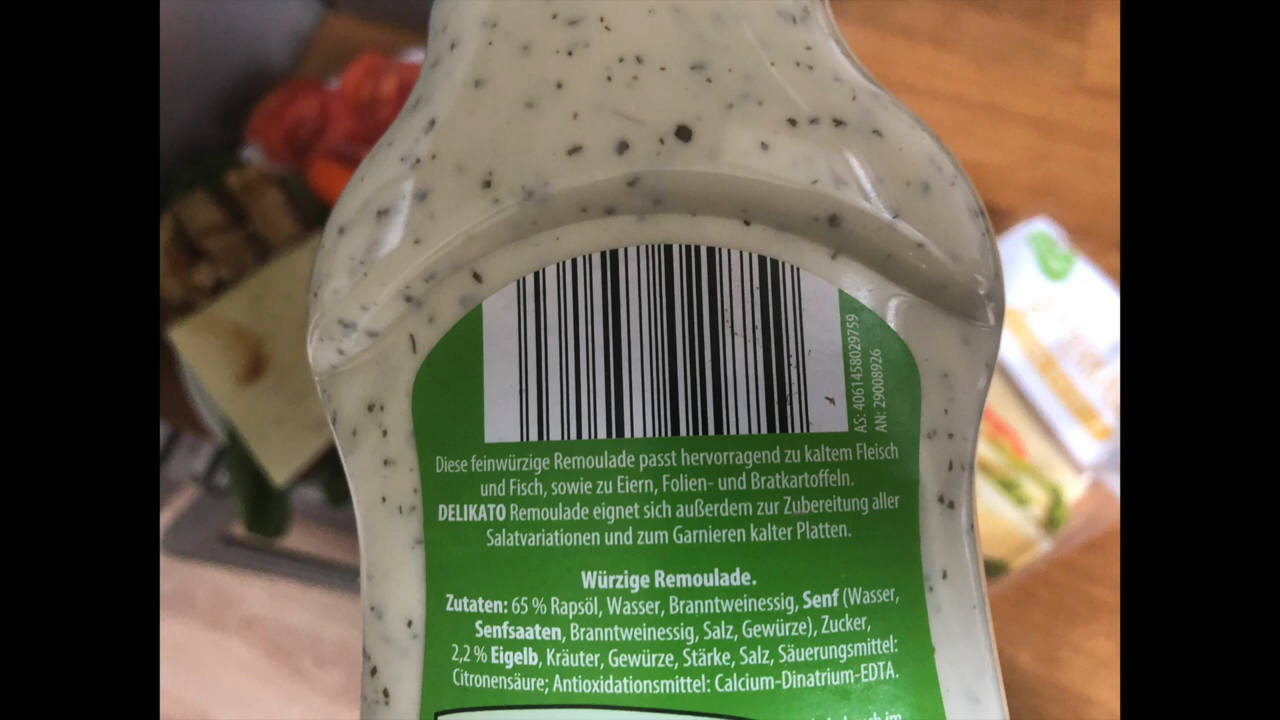 AS: 4061458029759
AN: 29008926
Diese feinwürzige Remoulade passt hervorragend zu kaltem Fleisch
und Fisch, sowie zu Eiern, Folien- und Bratkartoffeln.
DELIKATO Remoulade eignet sich außerdem zur Zubereitung aller
Salatvariationen und zum Garnieren kalter Platten.
Würzige Remoulade.
Zutaten: 65 % Rapsöl, Wasser, Branntweinessig, Senf (Wasser,
Senfsaaten, Branntweinessig, Salz, Gewürze), Zucker,
2,2 % Eigelb, Kräuter, Gewürze, Stärke, Salz, Säuerungsmittel:
Citronensäure; Antioxidationsmittel: Calcium-Dinatrium-EDTA.